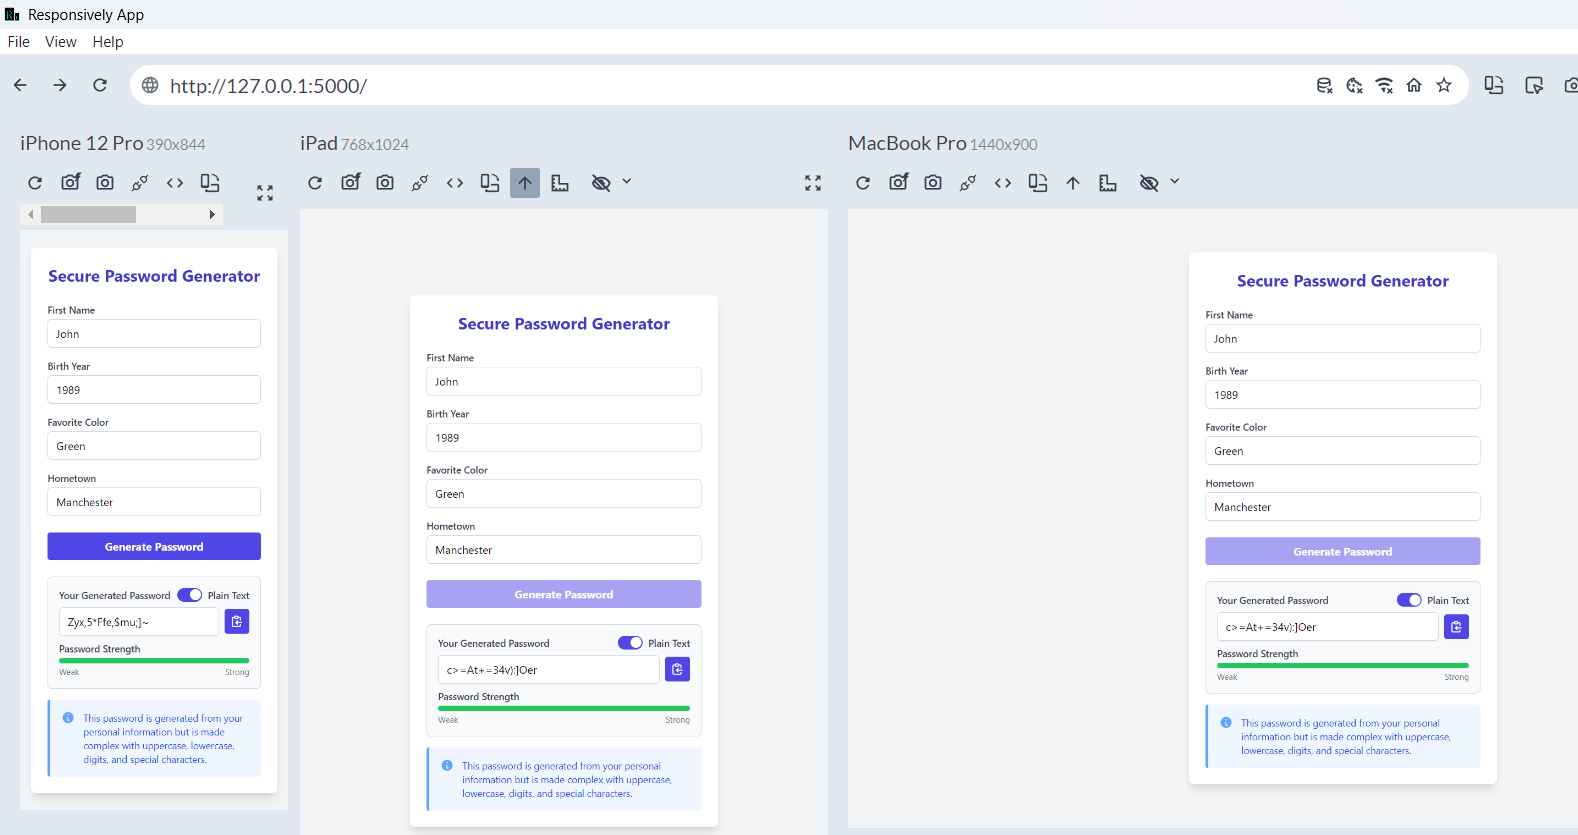 Responsively App
File View Help
http://127.0.0.1:5000/
iPhone 12 Pro 390x844
Secure Password Generator
First Name
John
Birth Year
1989
Favorite Color
Green
Hometown
Manchester
Generate Password
Your Generated Password Plain Text
Zyx,5*Ffe,$mu;]~
Password Strength
Weak Strong
This password is generated from your
personal information but is made
complex with uppercase, lowercase,
digits, and special characters.
iPad 768x1024
Secure Password Generator
First Name
John
Birth Year
1989
Favorite Color
Green
Hometown
Manchester
Generate Password
Your Generated Password Plain Text
c>=At+=34v):]Oer
Password Strength
Weak Strong
This password is generated from your personal
information but is made complex with uppercase,
lowercase, digits, and special characters.
MacBook Pro 1440x900
Secure Password Generator
First Name
John
Birth Year
1989
Favorite Color
Green
Hometown
Manchester
Generate Password
Your Generated Password Plain Text
c>=At+=34v):]Oer
Password Strength
Weak Strong
This password is generated from your personal
information but is made complex with uppercase,
lowercase, digits, and special characters.